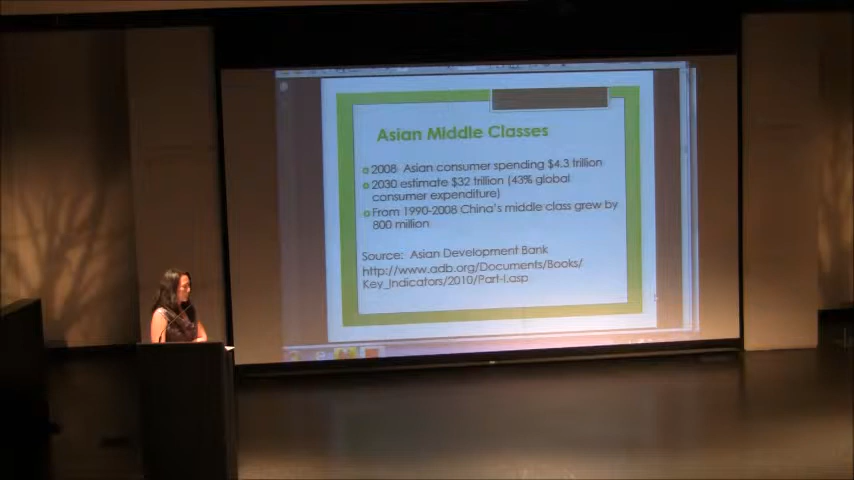 Asian Middle Classes
2008: Asian consumer spending $4.3 trillion
2030 estimate $32 trillion (43% global
consumer expenditure)
From 1990-2008 China's middle class grew by
800 million
Source: Asian Development Bank
http://www.adb.org/Documents/Books/
Key_Indicators/2010/Part-I.asp